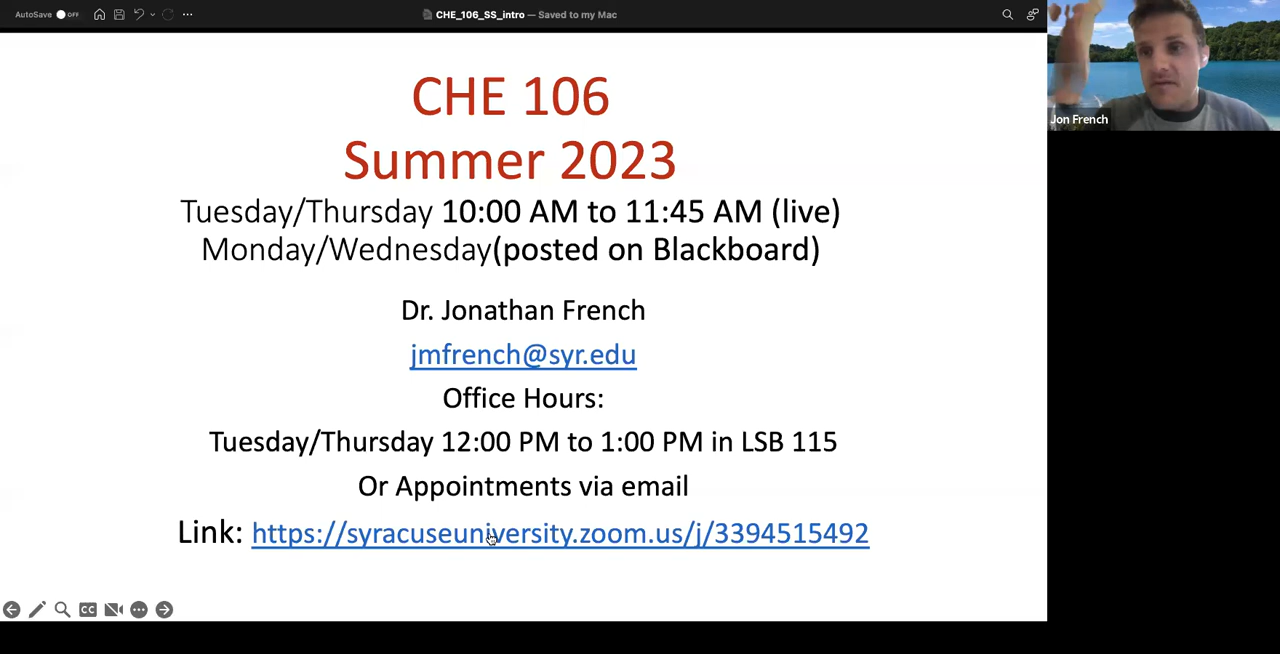 AutoSave OFF
CHE_106_SS_intro — Saved to my Mac
CHE 106
Summer 2023
Tuesday/Thursday 10:00 AM to 11:45 AM (live)
Monday/Wednesday(posted on Blackboard)
Dr. Jonathan French
jmfrench@syr.edu
Office Hours:
Tuesday/Thursday 12:00 PM to 1:00 PM in LSB 115
Or Appointments via email
Link: https://syracuseuniversity.zoom.us/j/3394515492
CC
Jon French